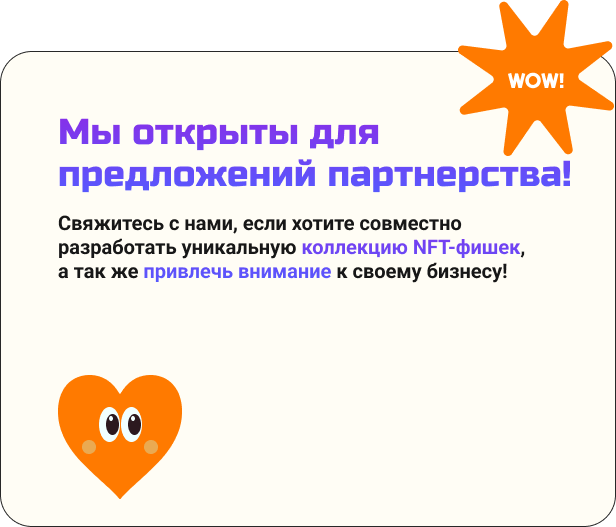 WOW!
Мы открыты для
предложений партнерства!
Свяжитесь с нами, если хотите совместно
разработать уникальную коллекцию NFT-фишек,
а так же привлечь внимание к своему бизнесу!